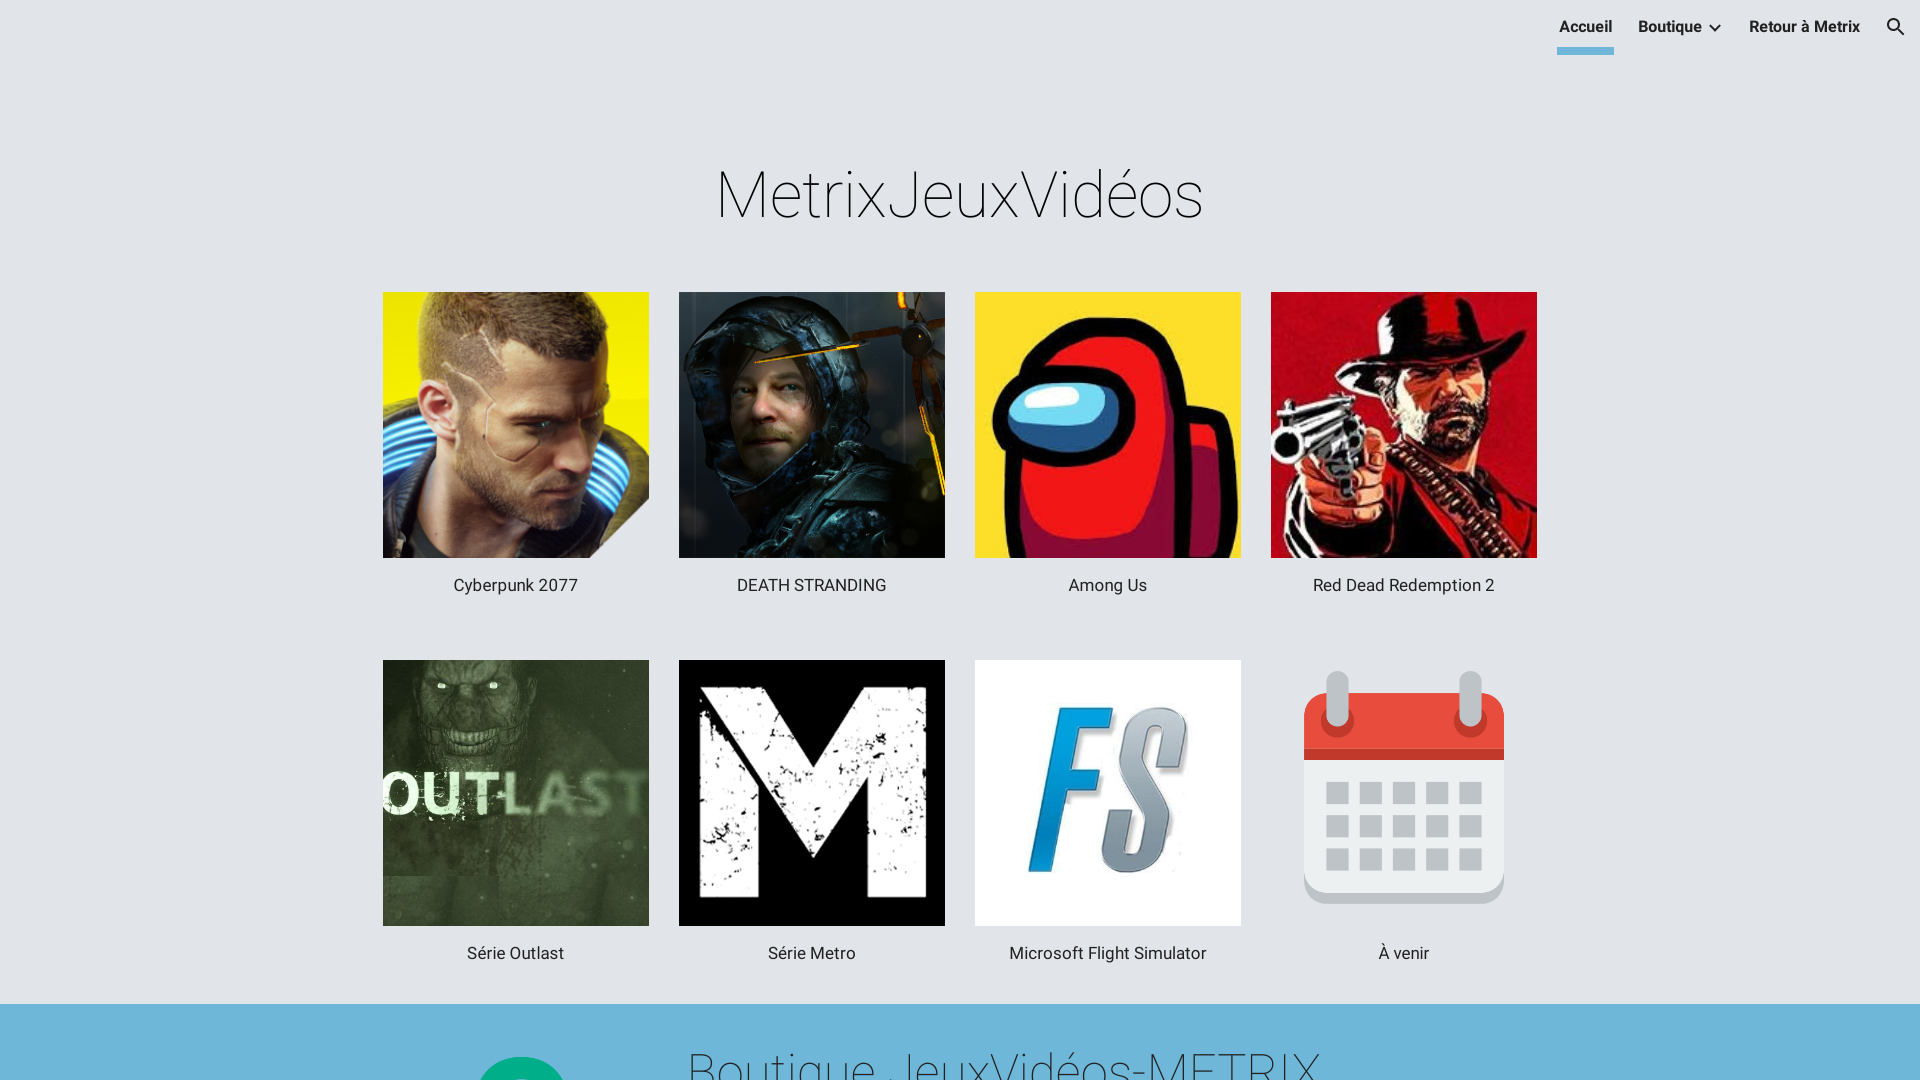 Accueil
Boutique
Retour à Metrix
MetrixJeuxVidéos
Cyberpunk 2077
DEATH STRANDING
Among Us
Red Dead Redemption 2
OUTLAST
M
FS
Série Outlast
Série Metro
Microsoft Flight Simulator
À venir
Boutique JeuxVidéos-METRIX